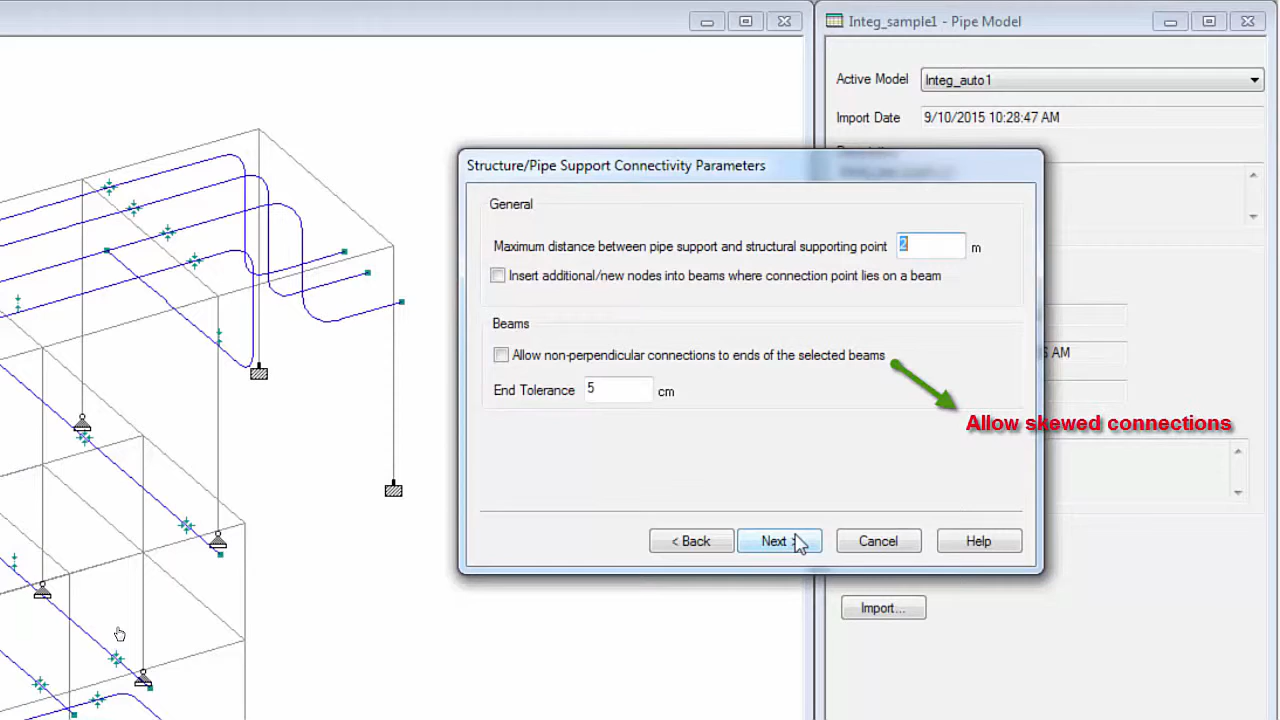 Integ_sample1 - Pipe Model
Active Model
Integ_auto1
Import Date
9/10/2015 10:28:47 AM
Structure/Pipe Support Connectivity Parameters
General
Maximum distance between pipe support and structural supporting point 2 m
Insert additional/new nodes into beams where connection point lies on a beam
Beams
Allow non-perpendicular connections to ends of the selected beams
AM
End Tolerance 5 cm
Allow skewed connections
< Back
Next >
Cancel
Help
Import...